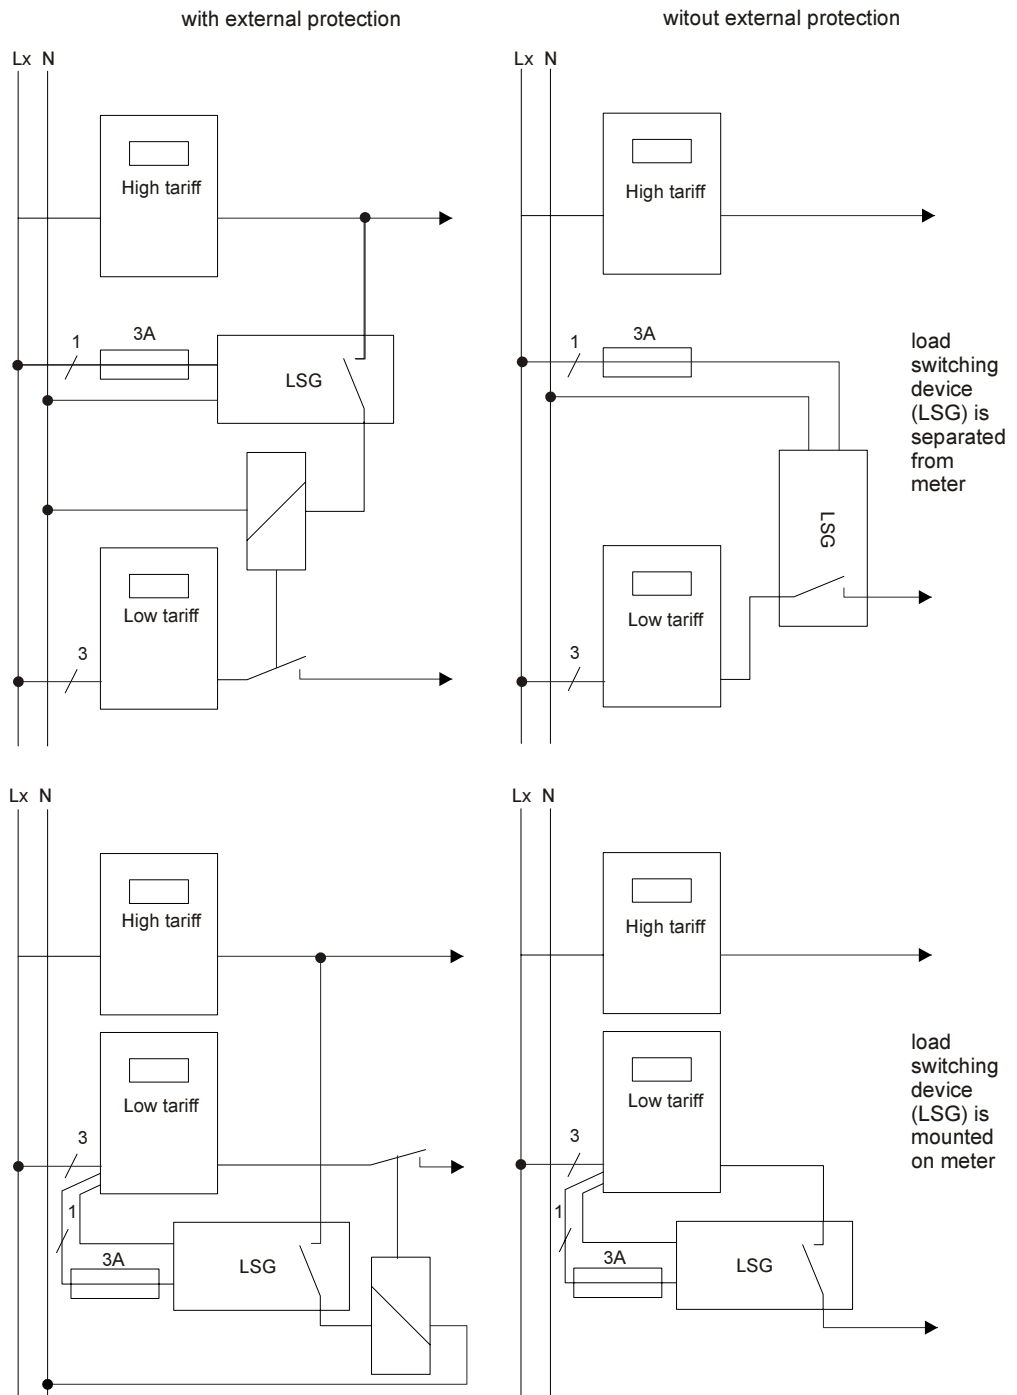 with external protection
witout external protection
Lx N
High tariff
1
3A
LSG
Low tariff
3
Lx N
High tariff
1
3A
LSG
Low tariff
3
load
switching
device
(LSG) is
separated
from
meter
Lx N
High tariff
Low tariff
3
1
3A
LSG
Lx N
High tariff
Low tariff
3
1
3A
LSG
load
switching
device
(LSG) is
mounted
on meter